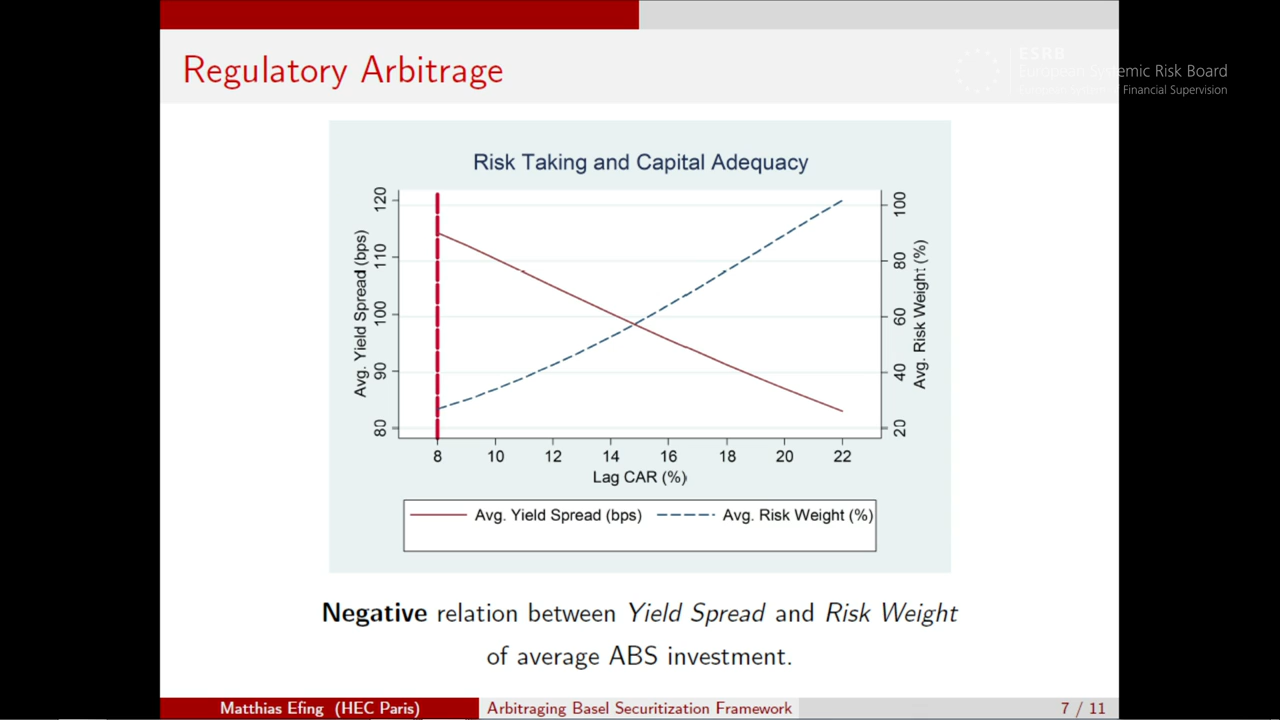 Regulatory Arbitrage
ESRB
European Systemic Risk Board
Financial Supervision
Risk Taking and Capital Adequacy
Avg. Yield Spread (bps)
120
110
100
90
80
100
80
60
40
20
Avg. Risk Weight (%)
8 10 12 14 16 18 20 22
Lag CAR (%)
Avg. Yield Spread (bps) Avg. Risk Weight (%)
Negative relation between Yield Spread and Risk Weight
of average ABS investment.
Matthias Efing (HEC Paris) Arbitraging Basel Securitization Framework 7 / 11